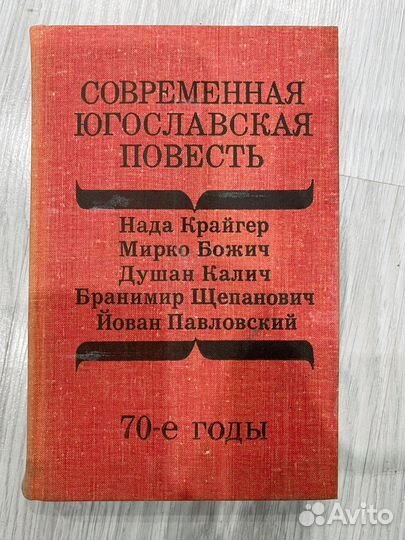 СОВРЕМЕННАЯ
ЮГОСЛАВСКАЯ
ПОВЕСТЬ
Нада Крайгер
Мирко Божич
Душан Калич
Бранимир Щепанович
Йован Павловский
70-е годы
Avito